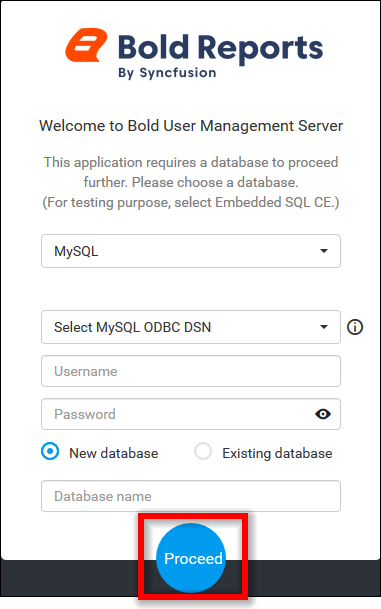 Bold Reports
By Syncfusion
Welcome to Bold User Management Server
This application requires a database to proceed
further. Please choose a database.
(For testing purpose, select Embedded SQL CE.)
MySQL
Select MySQL ODBC DSN
Username
Password
New database Existing database
Database name
Proceed